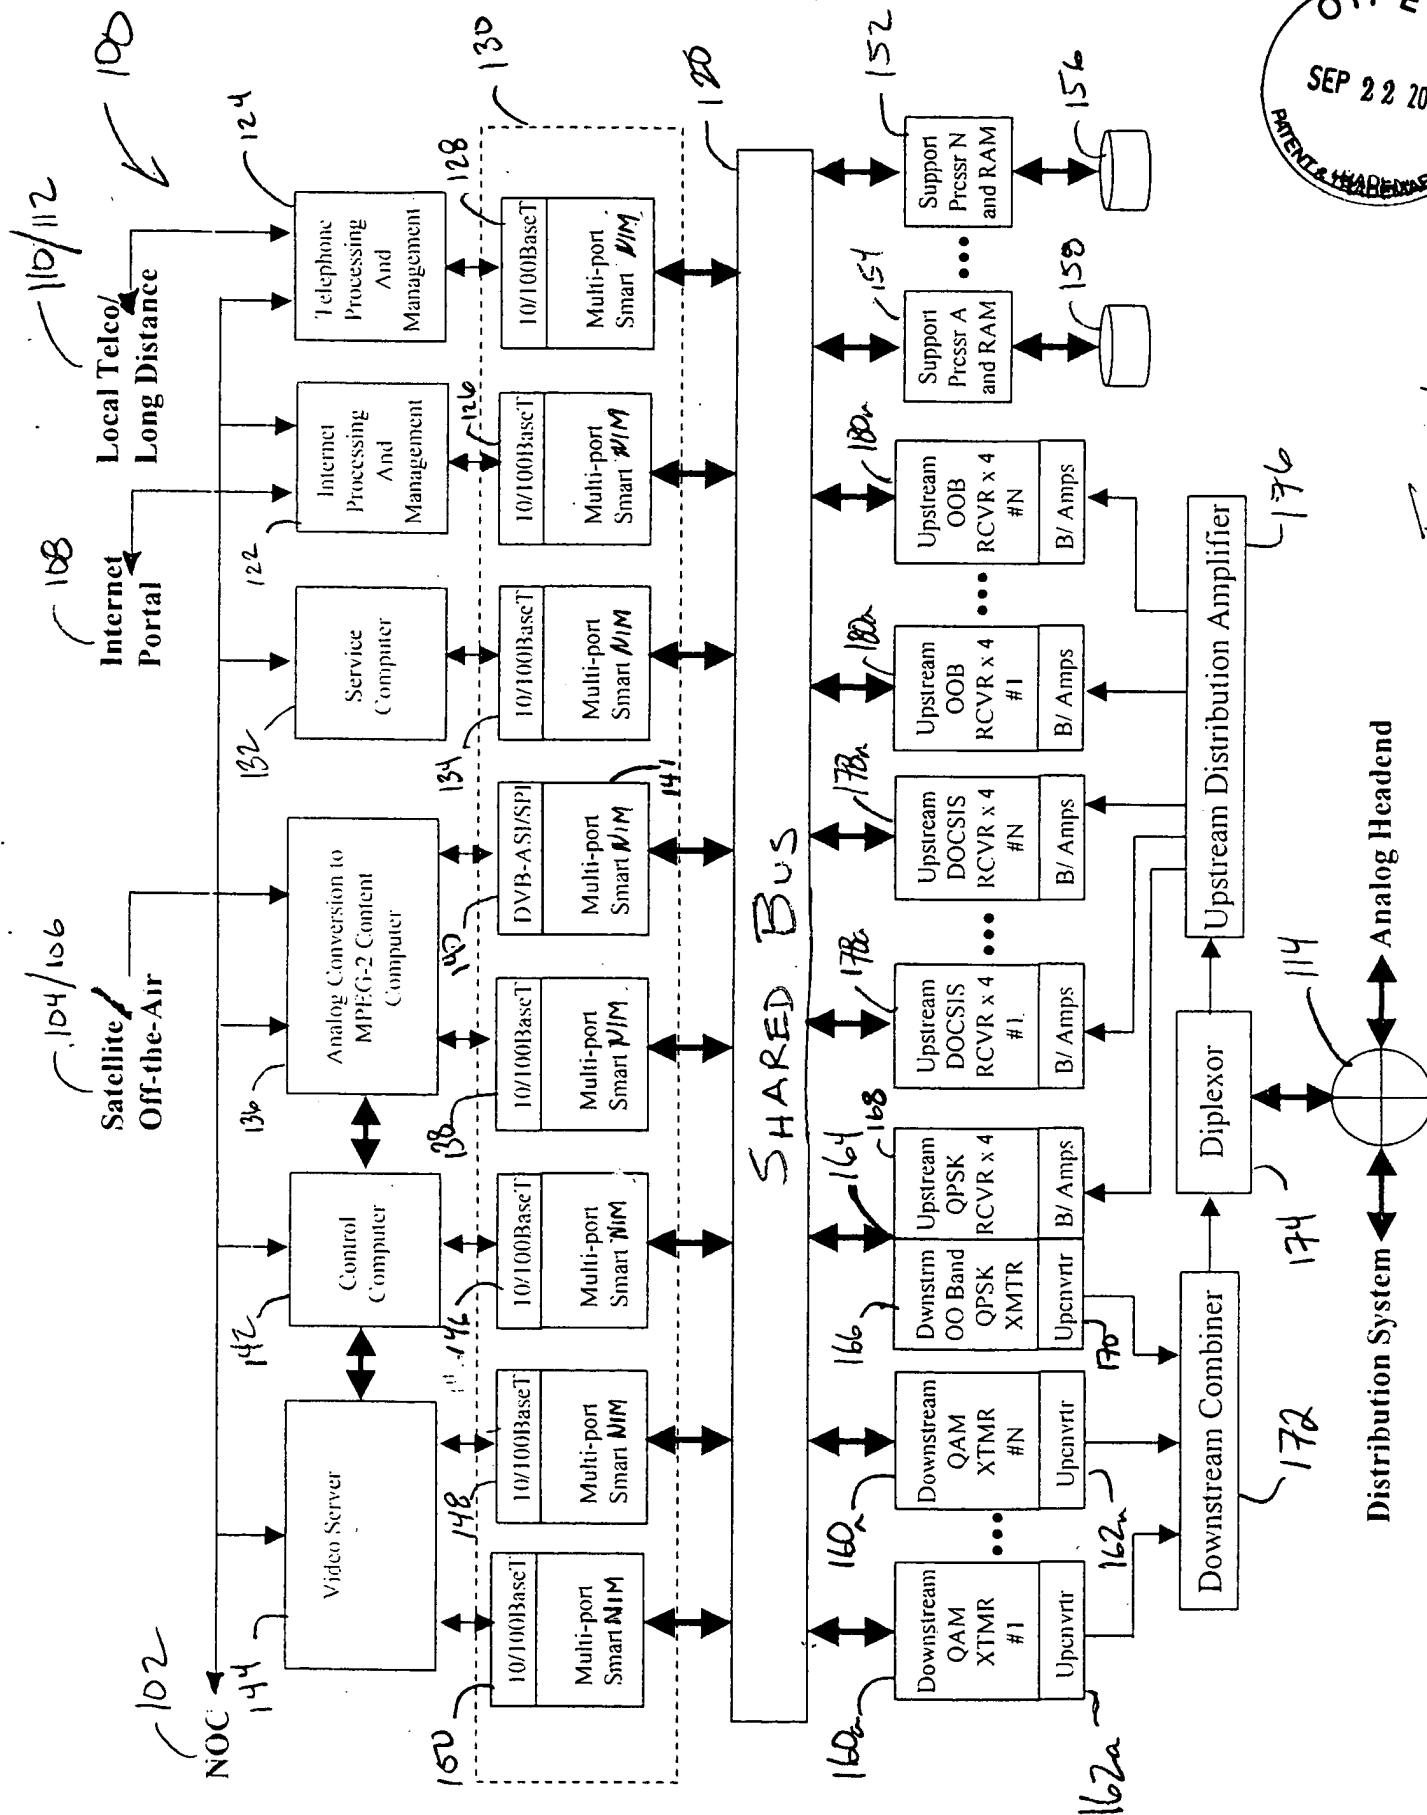 100
110/112
Local Telco/
Long Distance
108
Internet
Portal
104/106
Satellite/
Off-the-Air
102
NOC
144
Video Server
142
Control
Computer
136
Analog Conversion to
MPEG-2 Content
Computer
132
Service
Computer
122
Internet
Processing
And
Management
124
Telephone
Processing
And
Management
130
150
10/100BaseT
Multi-port
Smart NIM
148
10/100BaseT
Multi-port
Smart NIM
146
10/100BaseT
Multi-port
Smart NIM
138
10/100BaseT
Multi-port
Smart NIM
140
DVB-ASI/SPI
Multi-port
Smart NIM
141
134
10/100BaseT
Multi-port
Smart NIM
126
10/100BaseT
Multi-port
Smart NIM
128
10/100BaseT
Multi-port
Smart NIM
120
SHARED BUS
160a
Downstream
QAM
XTMR
#1
Upcnvrtr
162a
160n
Downstream
QAM
XTMR
#N
Upcnvrtr
162n
164
166
Dwnstrm
OO Band
QPSK
XMTR
Upcnvrtr
170
168
Upstream
QPSK
RCVR x 4
B/ Amps
178a
Upstream
DOCSIS
RCVR x 4
#1
B/ Amps
178n
Upstream
DOCSIS
RCVR x 4
#N
B/ Amps
180a
Upstream
OOB
RCVR x 4
#1
B/ Amps
180n
Upstream
OOB
RCVR x 4
#N
B/ Amps
154
Support
Prcssr A
and RAM
158
152
Support
Prcssr N
and RAM
156
Downstream Combiner
172
Diplexor
174
Upstream Distribution Amplifier
176
114
Distribution System
Analog Headend
SEP 22 20
PATENT &